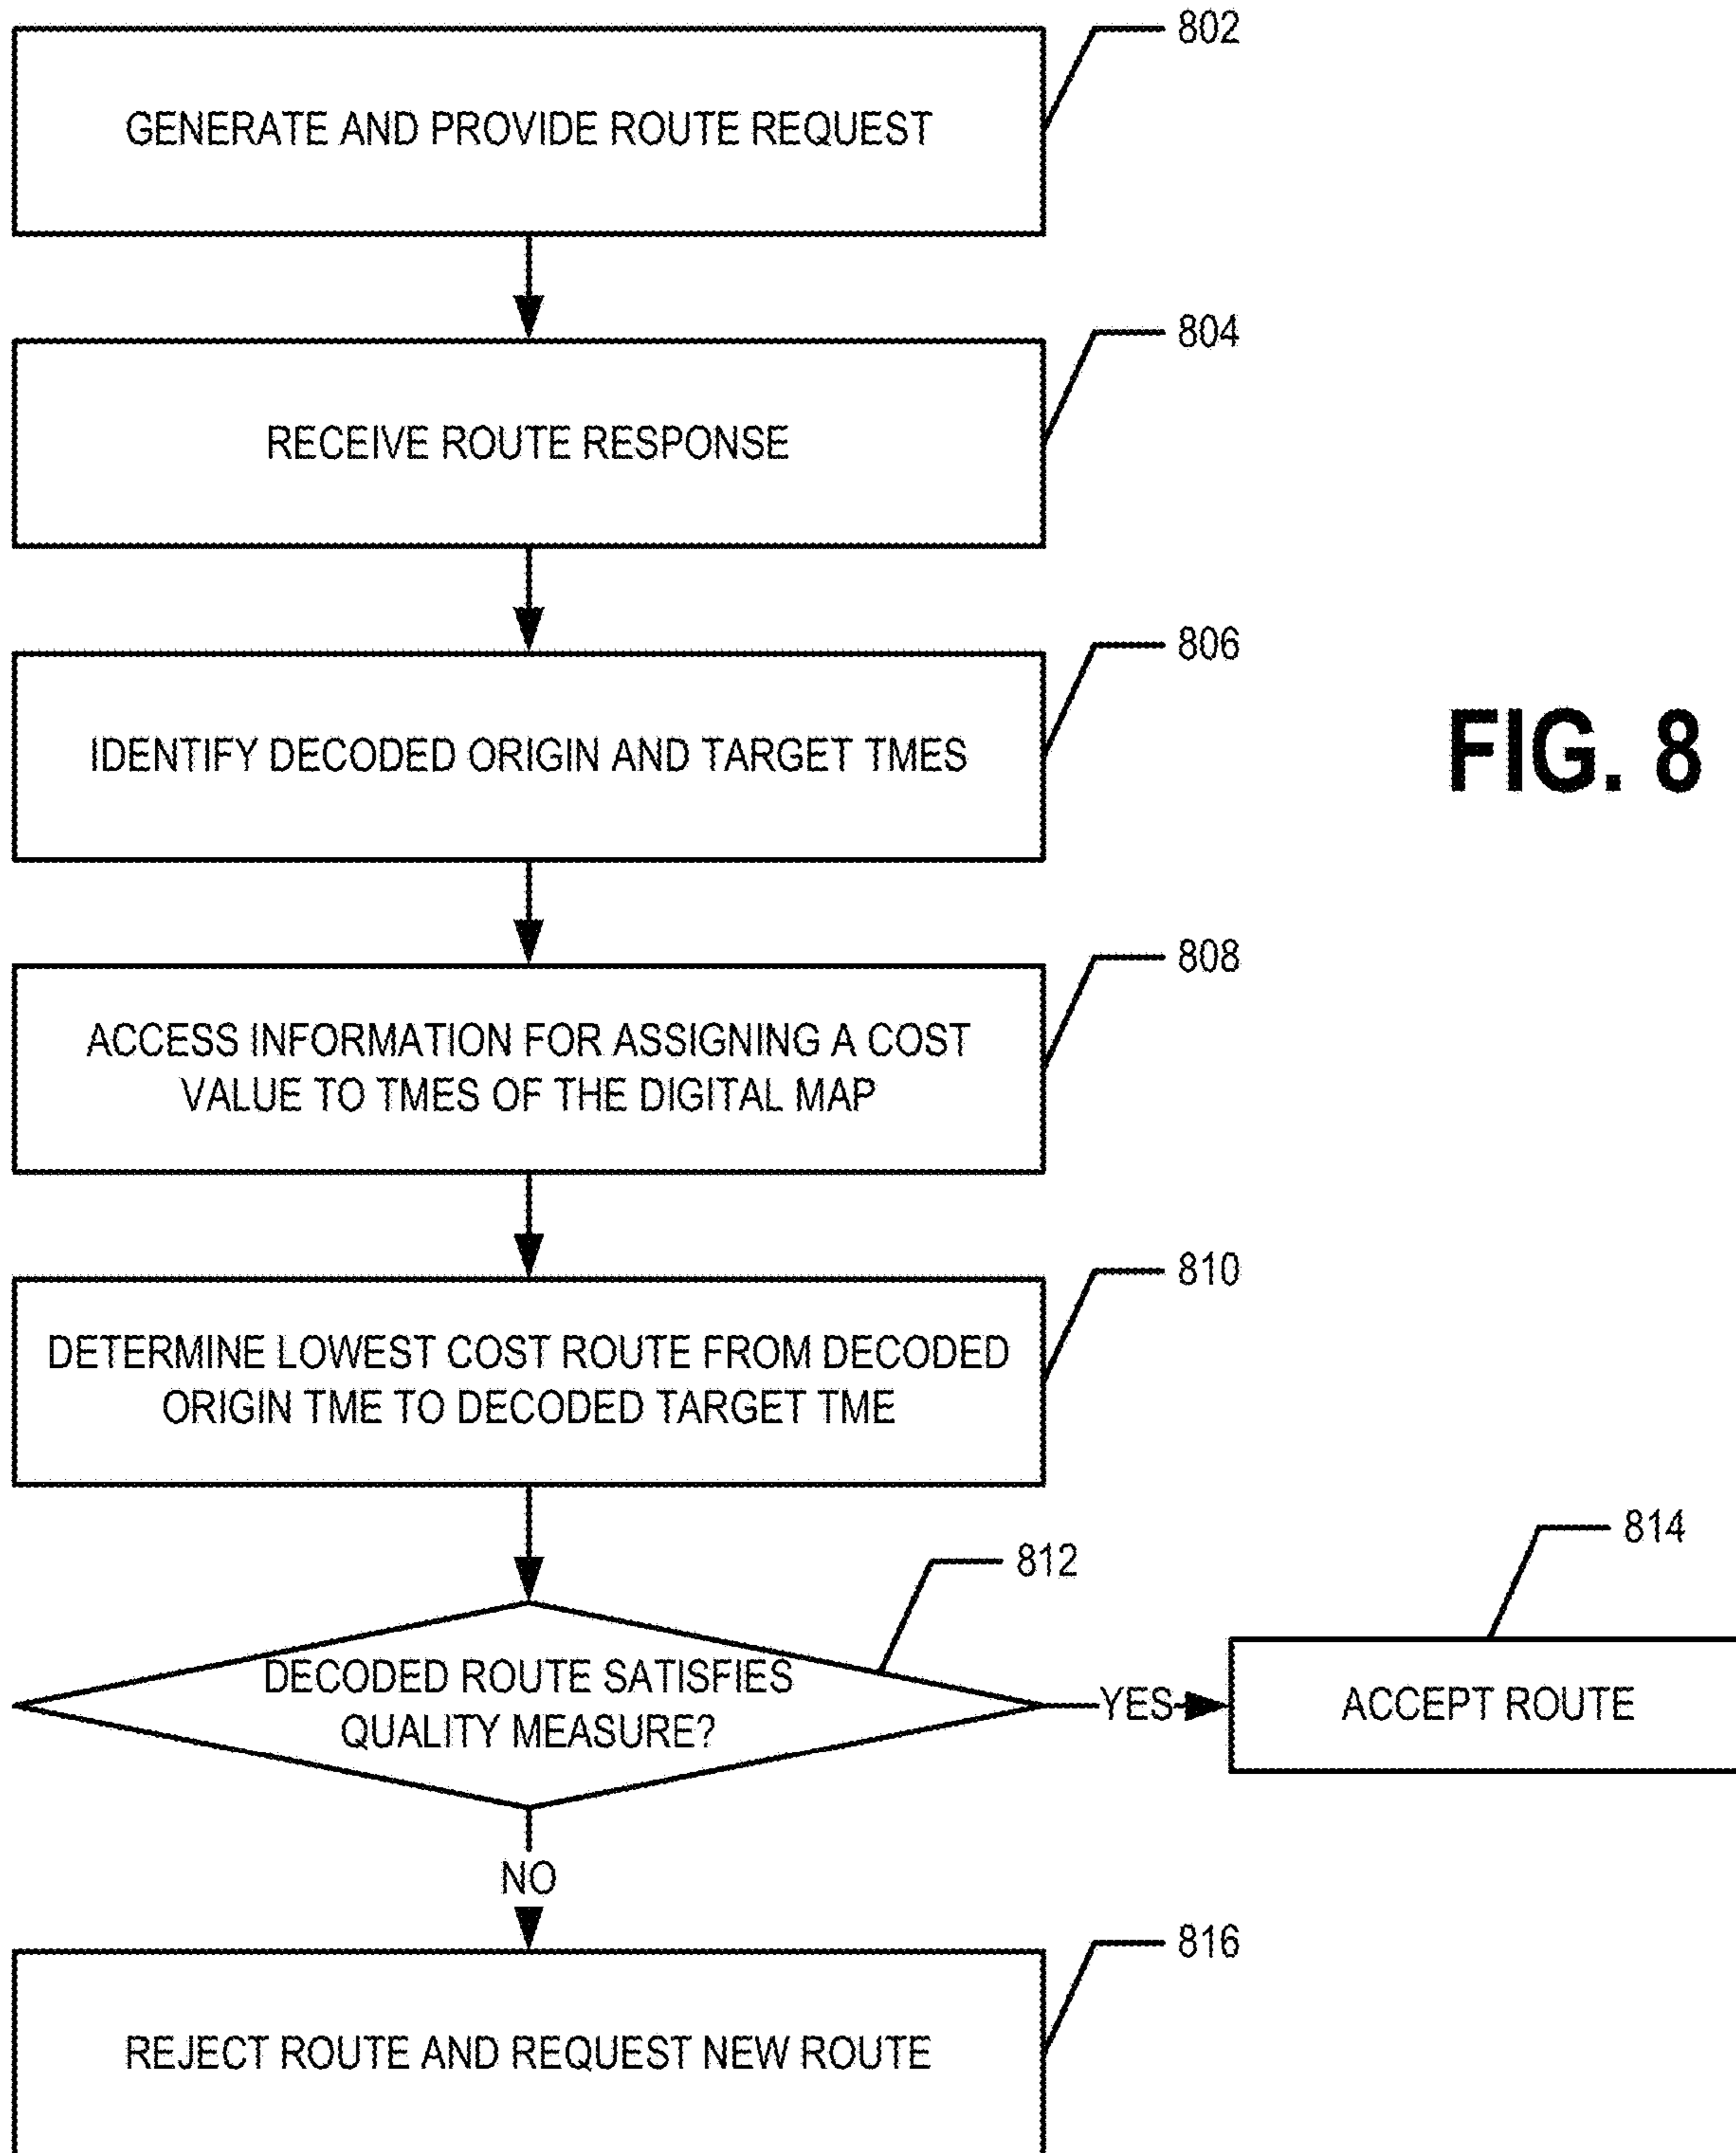 802
GENERATE AND PROVIDE ROUTE REQUEST
804
RECEIVE ROUTE RESPONSE
806
IDENTIFY DECODED ORIGIN AND TARGET TMES
FIG. 8
808
ACCESS INFORMATION FOR ASSIGNING A COST
VALUE TO TMES OF THE DIGITAL MAP
810
DETERMINE LOWEST COST ROUTE FROM DECODED
ORIGIN TME TO DECODED TARGET TME
812
814
DECODED ROUTE SATISFIES
QUALITY MEASURE?
YES
ACCEPT ROUTE
NO
816
REJECT ROUTE AND REQUEST NEW ROUTE